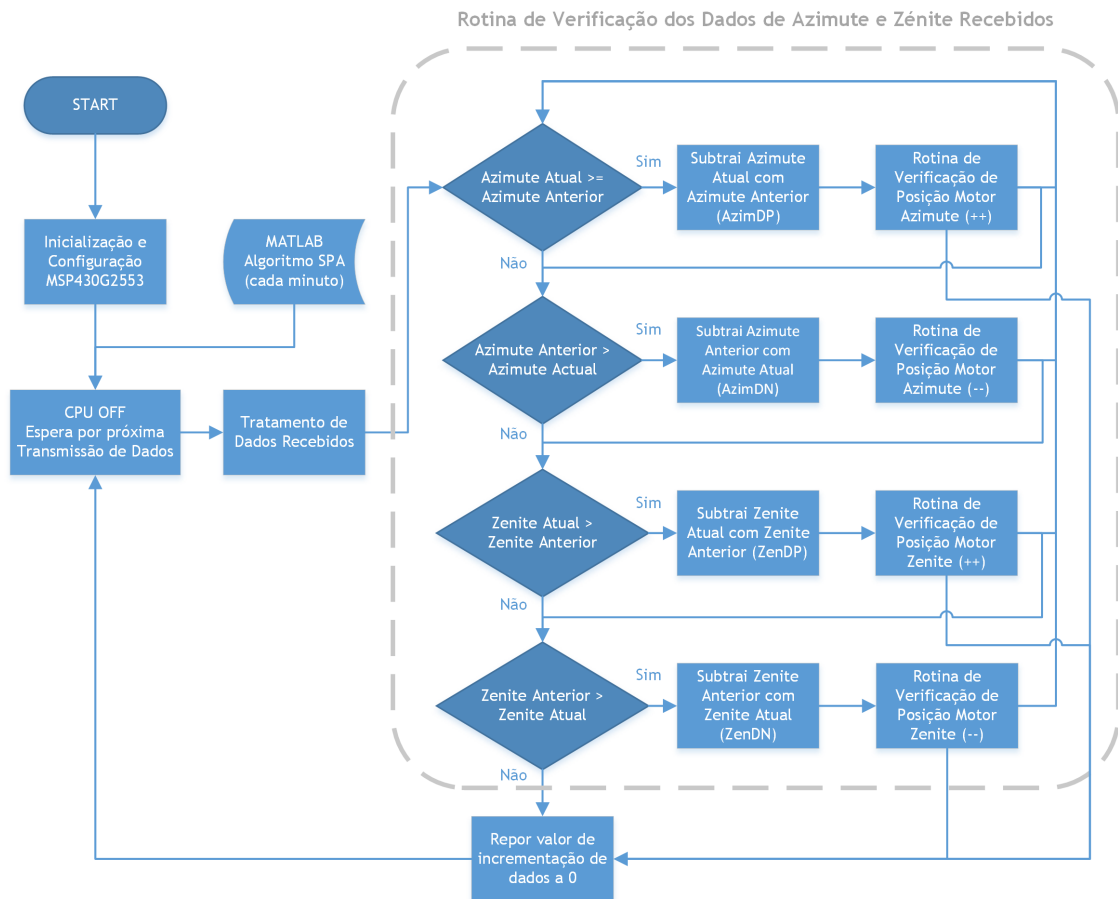 Rotina de Verificação dos Dados de Azimute e Zénite Recebidos
START
Inicialização e
Configuração
MSP430G2553
MATLAB
Algoritmo SPA
(cada minuto)
CPU OFF
Espera por próxima
Transmissão de Dados
Tratamento de
Dados Recebidos
Azimute Atual >=
Azimute Anterior
Sim
Subtrai Azimute
Atual com
Azimute Anterior
(AzimDP)
Rotina de
Verificação de
Posição Motor
Azimute (++)
Não
Azimute Anterior >
Azimute Actual
Sim
Subtrai Azimute
Anterior com
Azimute Atual
(AzimDN)
Rotina de
Verificação de
Posição Motor
Azimute (--)
Não
Zenite Atual >
Zenite Anterior
Sim
Subtrai Zenite
Atual com Zenite
Anterior (ZenDP)
Rotina de
Verificação de
Posição Motor
Zenite (++)
Não
Zenite Anterior >
Zenite Atual
Sim
Subtrai Zenite
Anterior com
Zenite Atual
(ZenDN)
Rotina de
Verificação de
Posição Motor
Zenite (--)
Não
Repor valor de
incrementação de
dados a 0